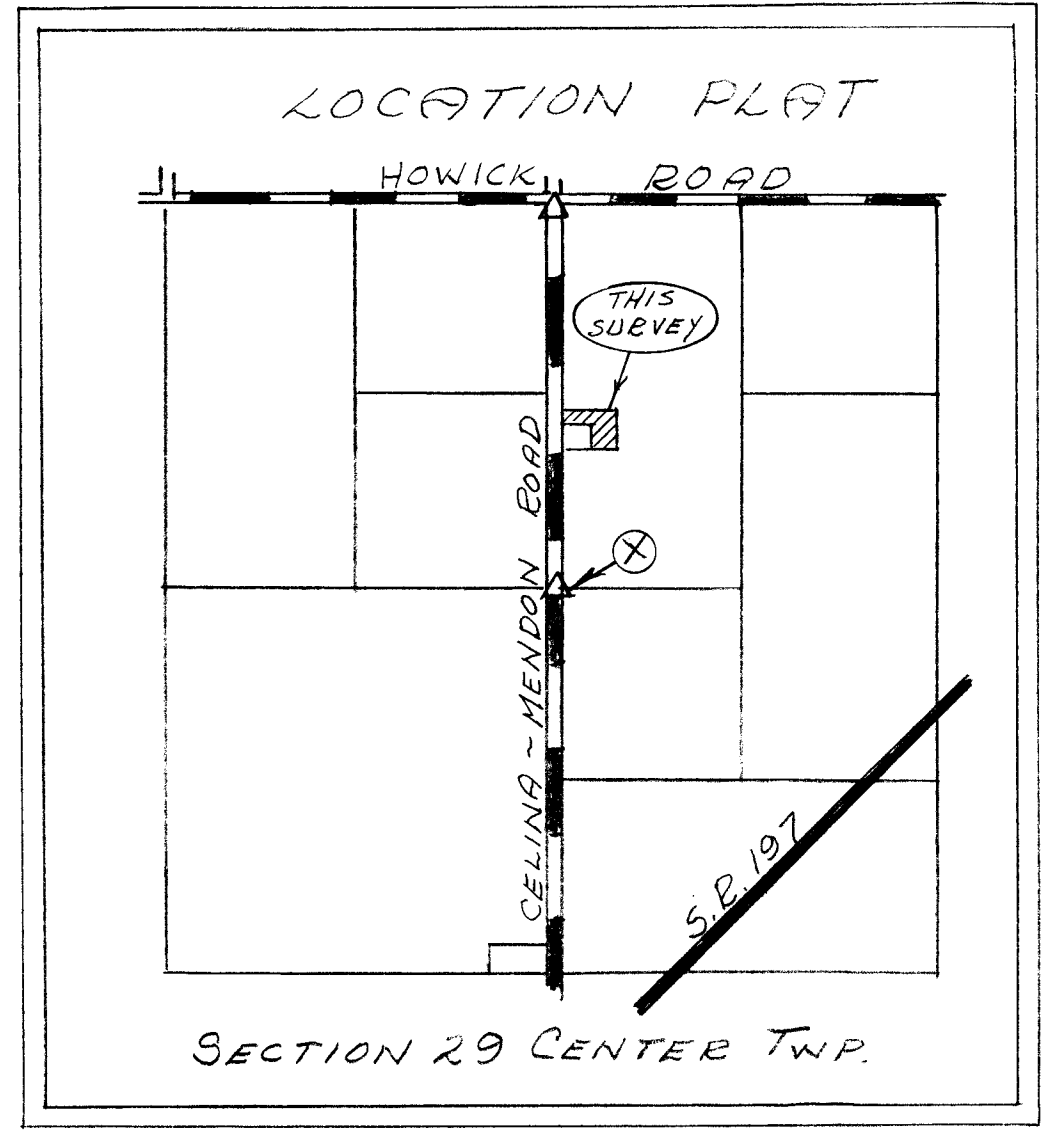 LOCATION PLAT
HOWICK ROAD
THIS
SURVEY
X
CELINA ~ MENDON ROAD
S.R. 197
SECTION 29 CENTER TWP.